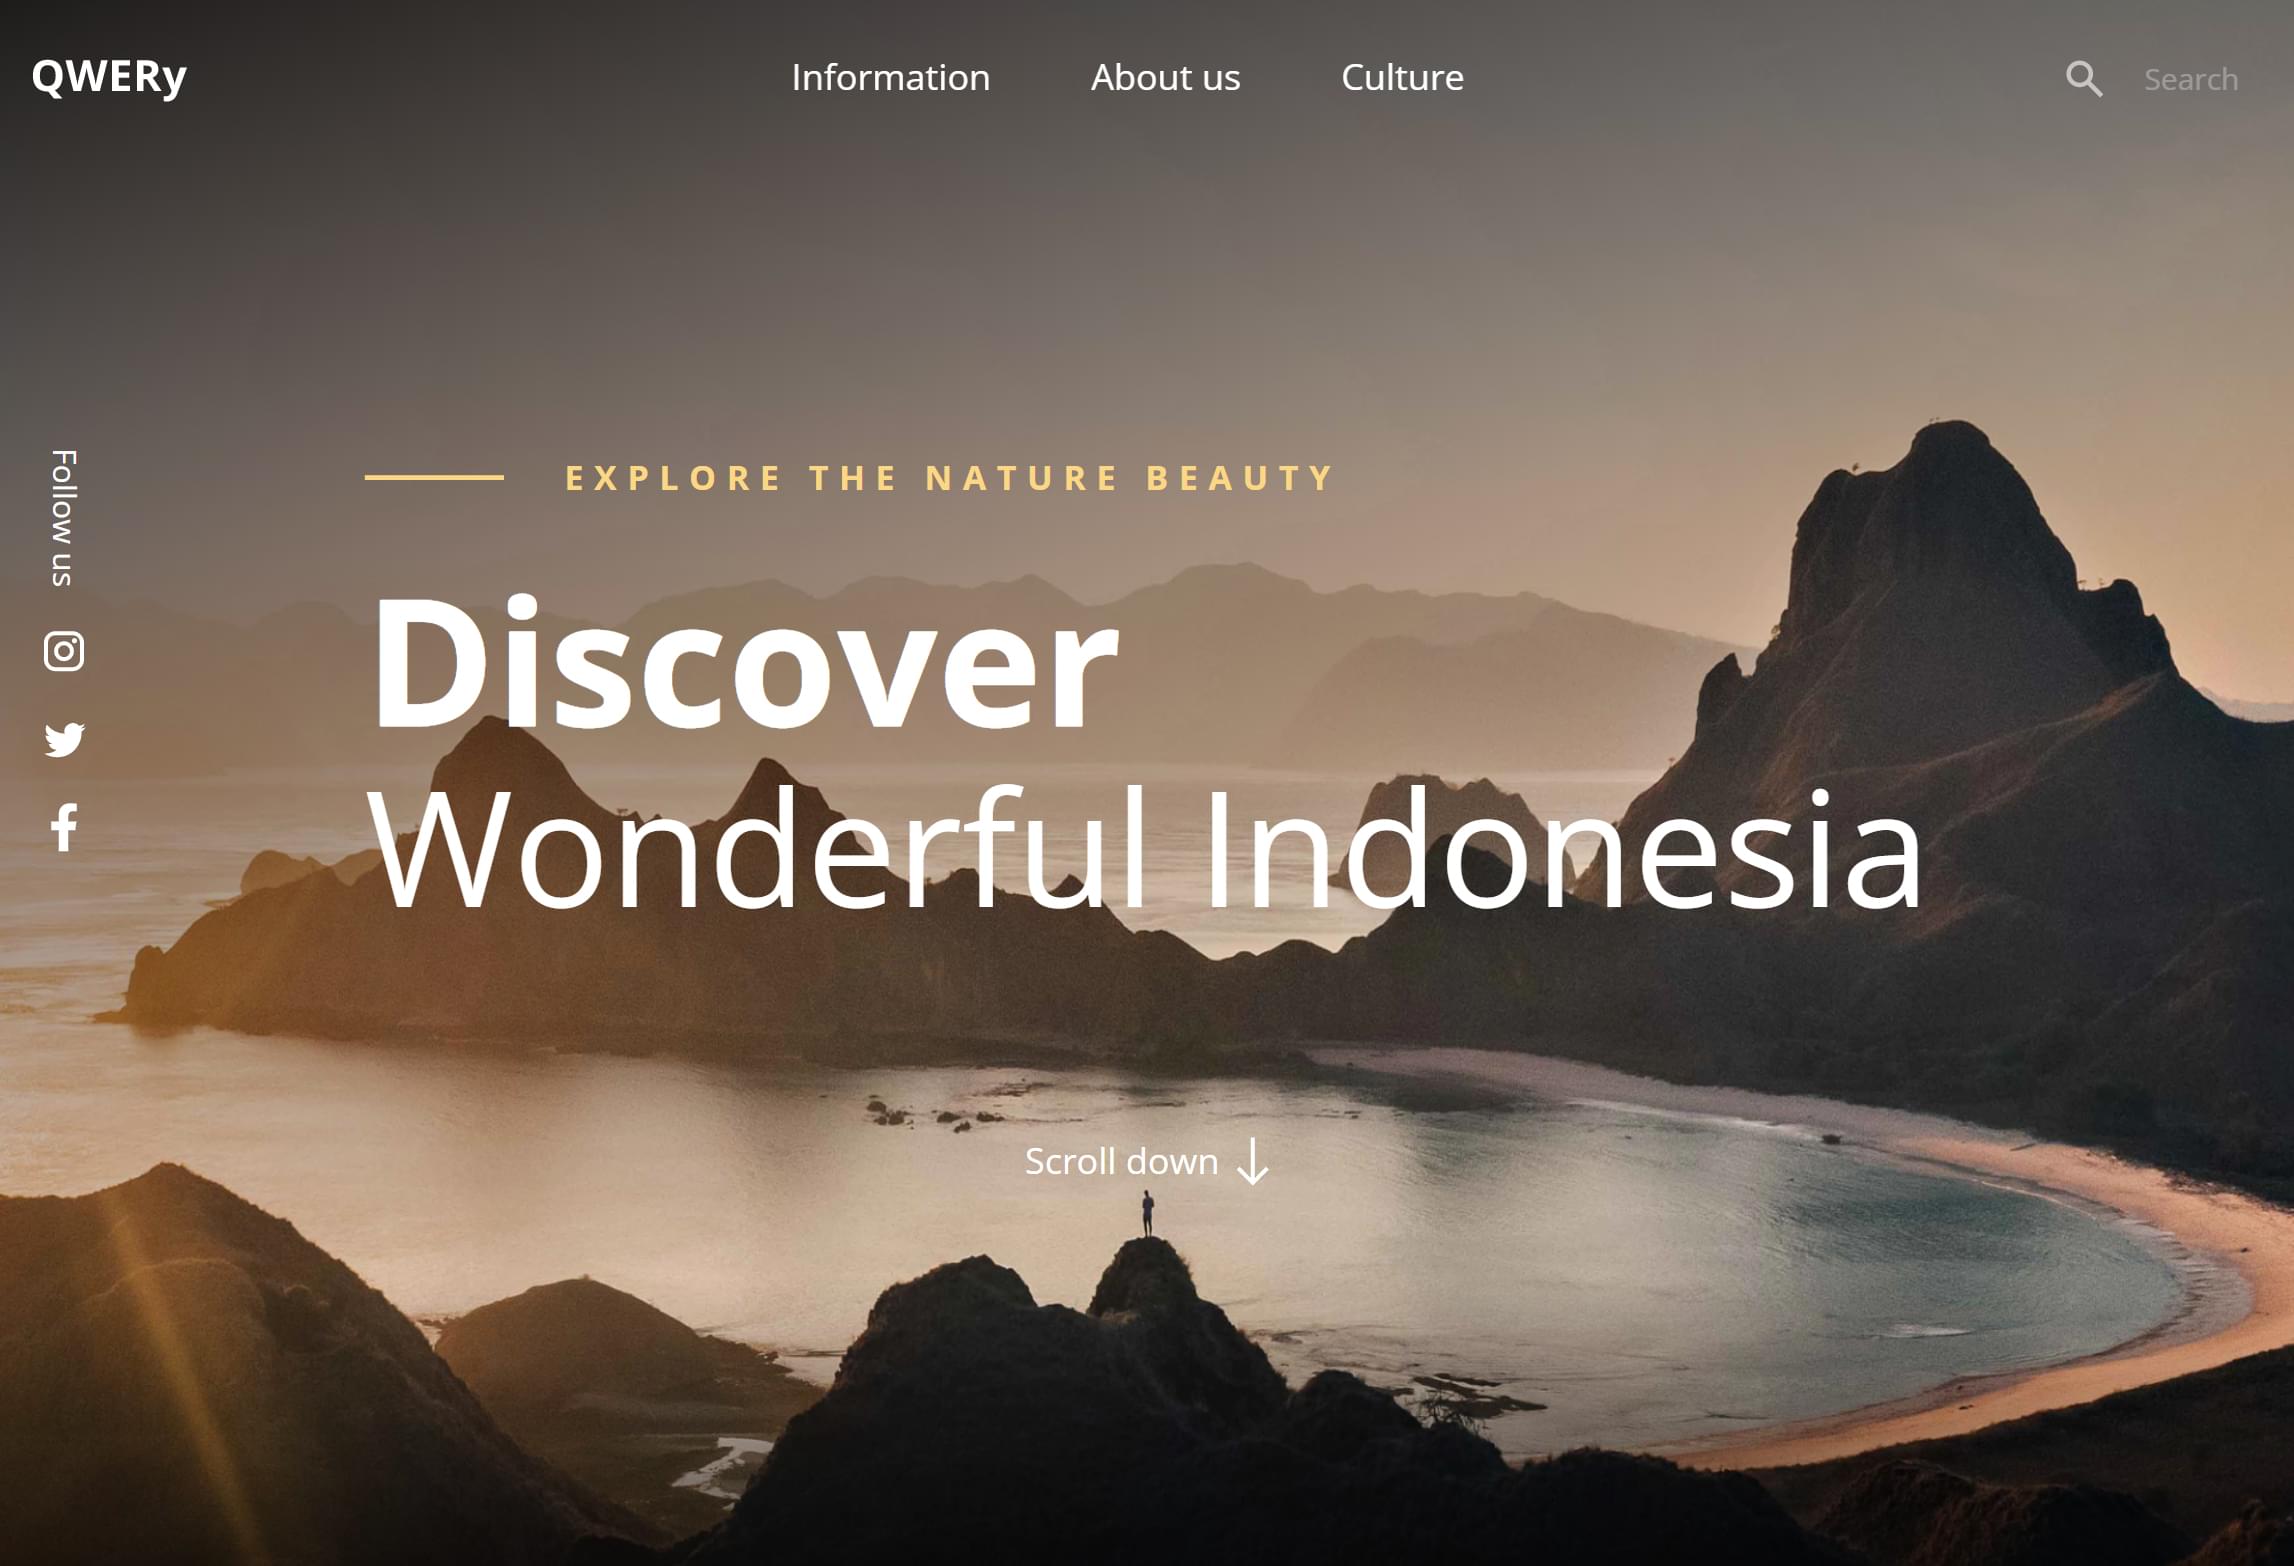 QWERy
Information
About us
Culture
Search
Follow us
EXPLORE THE NATURE BEAUTY
Discover
Wonderful Indonesia
Scroll down